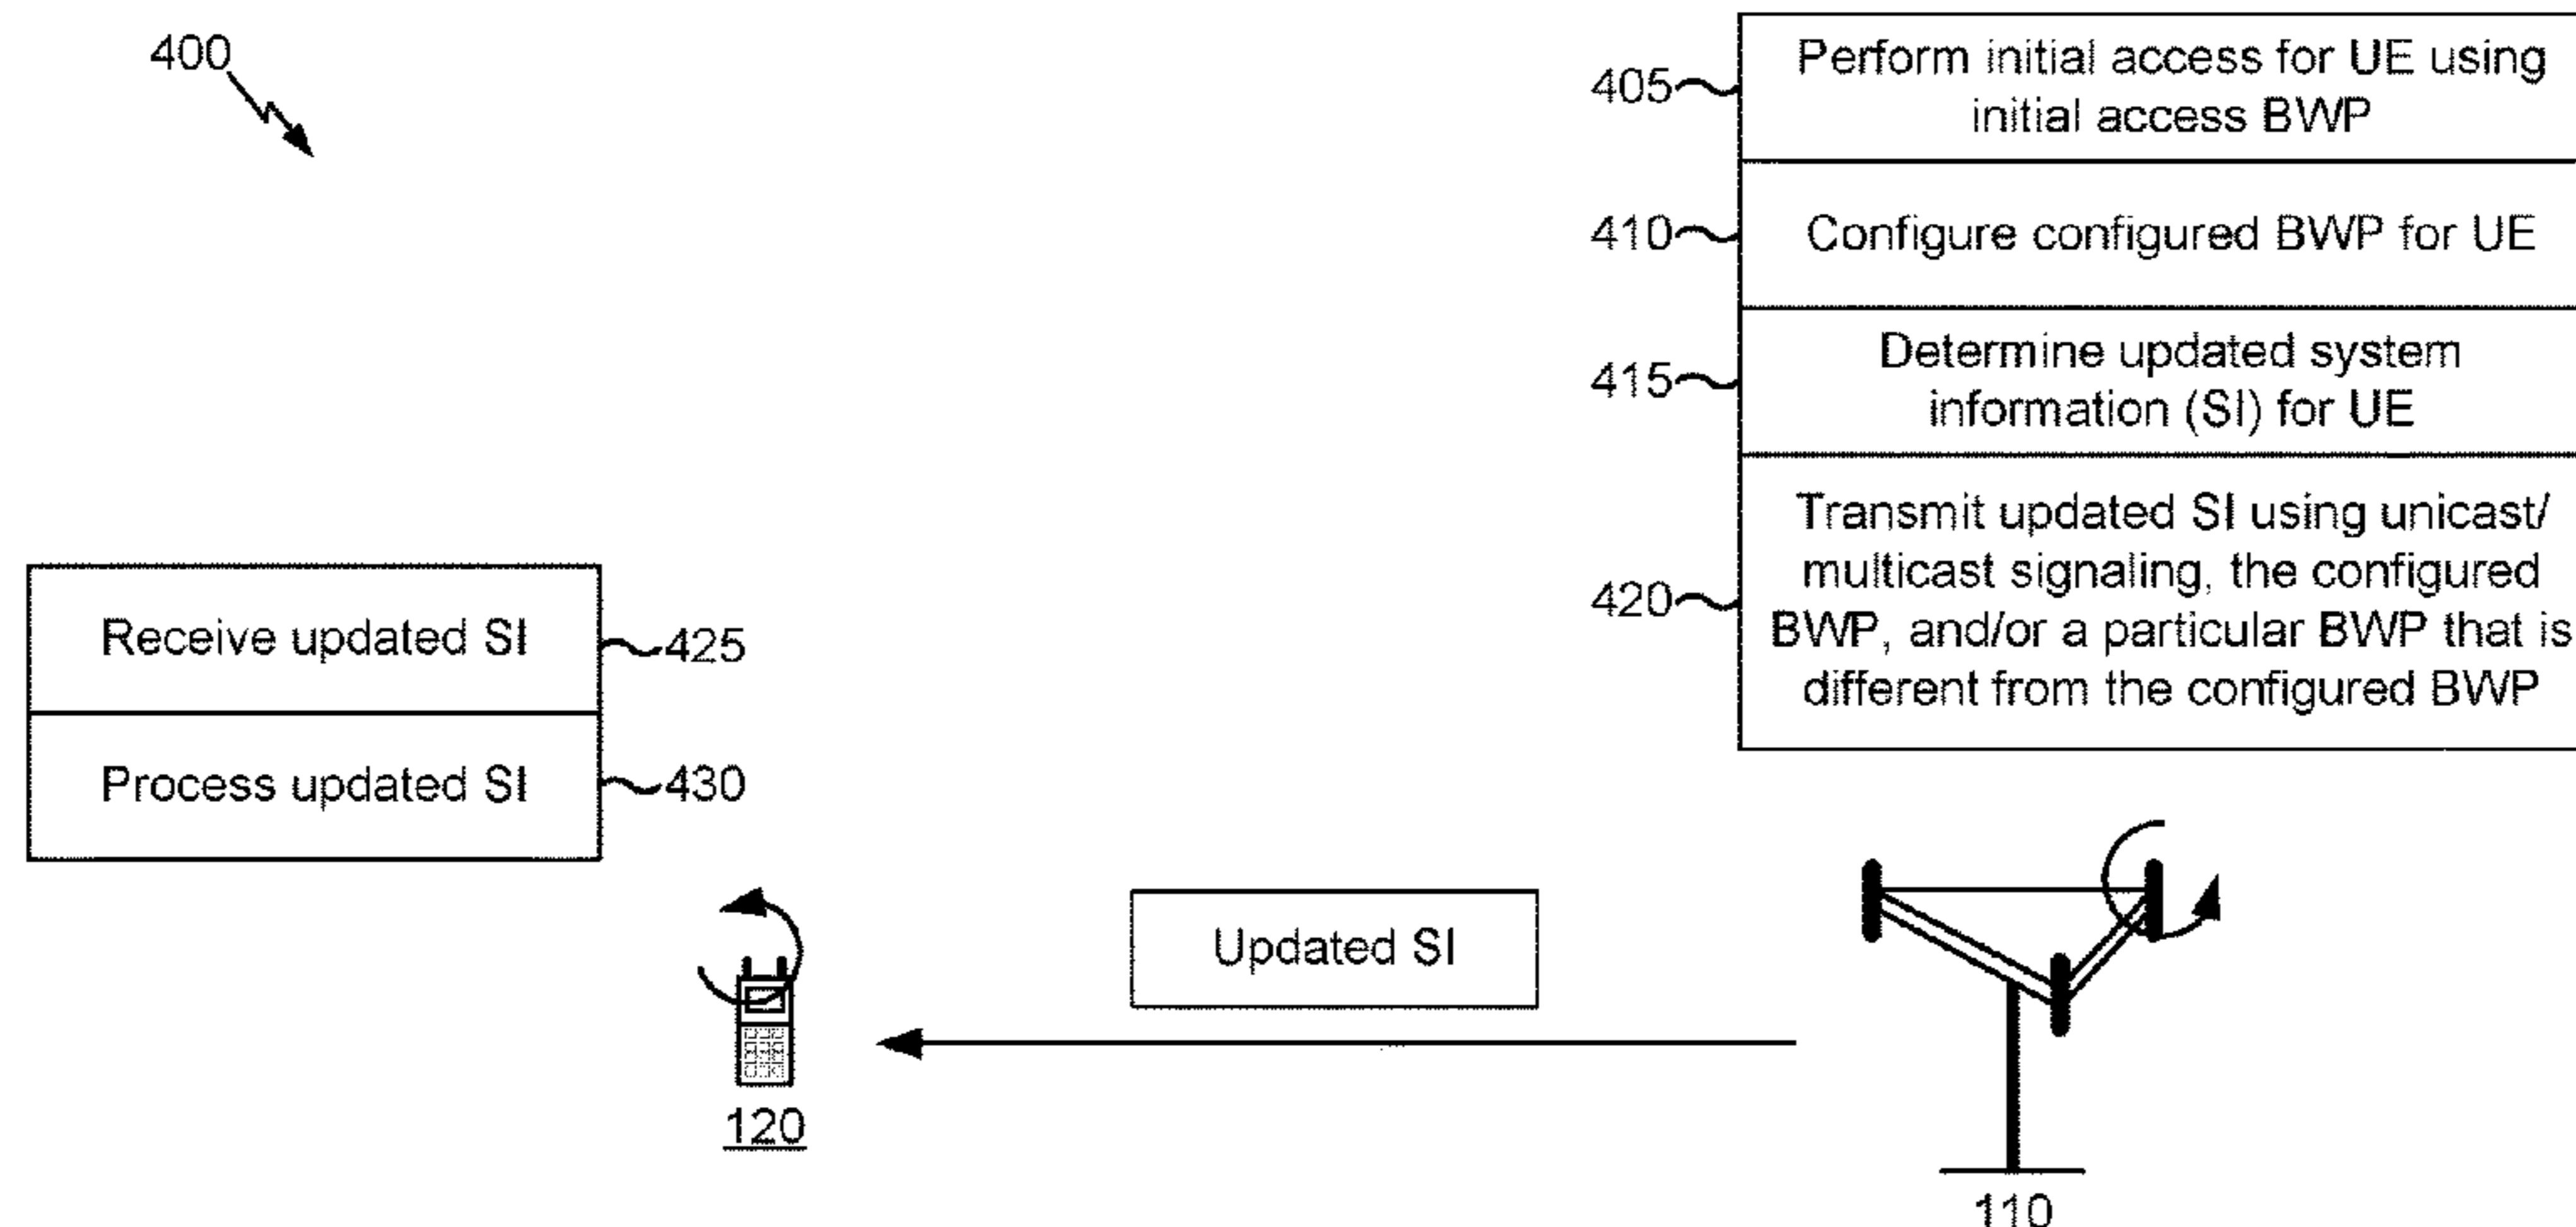 400
405
Perform initial access for UE using
initial access BWP
410
Configure configured BWP for UE
415
Determine updated system
information (SI) for UE
420
Transmit updated SI using unicast/
multicast signaling, the configured
BWP, and/or a particular BWP that is
different from the configured BWP
Receive updated SI
425
Process updated SI
430
Updated SI
120
110